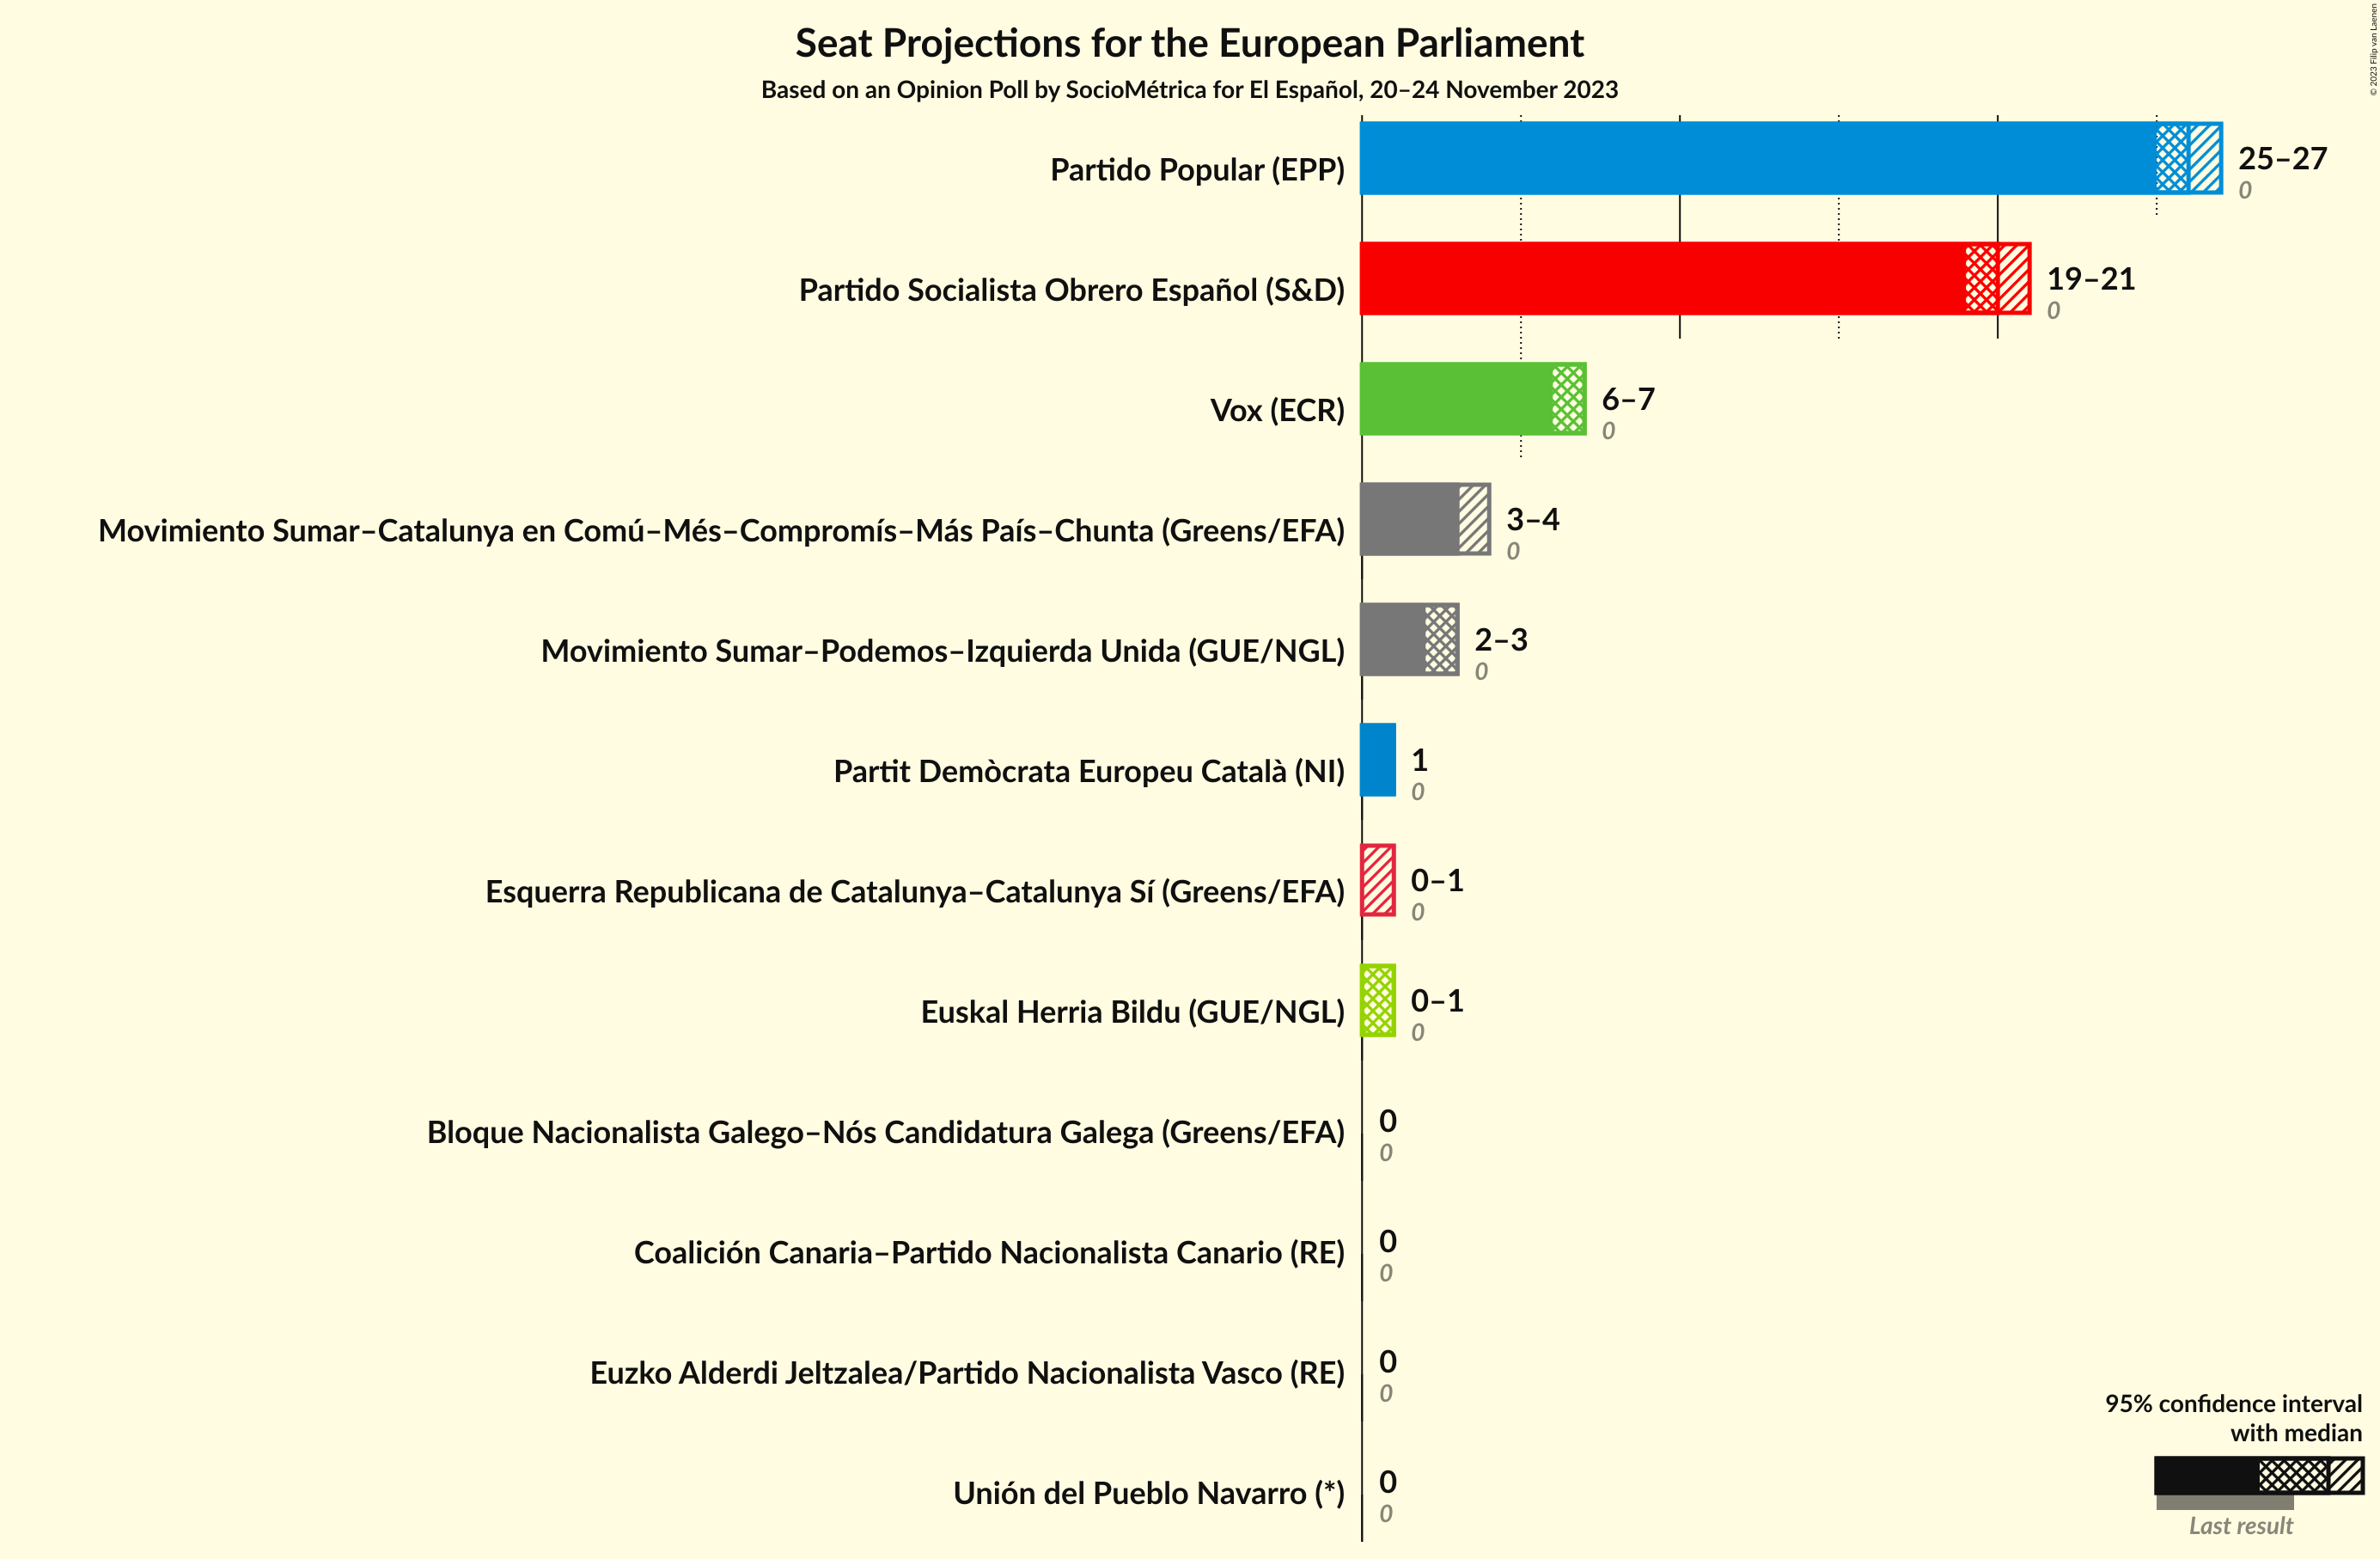 Seat Projections for the European Parliament
Based on an Opinion Poll by SocioMétrica for El Español, 20–24 November 2023
© 2023 Filip van Laenen
Partido Popular (EPP)
25–27
0
Partido Socialista Obrero Español (S&D)
19–21
0
Vox (ECR)
6–7
0
Movimiento Sumar–Catalunya en Comú–Més–Compromís–Más País–Chunta (Greens/EFA)
3–4
0
Movimiento Sumar–Podemos–Izquierda Unida (GUE/NGL)
2–3
0
Partit Demòcrata Europeu Català (NI)
1
0
Esquerra Republicana de Catalunya–Catalunya Sí (Greens/EFA)
0–1
0
Euskal Herria Bildu (GUE/NGL)
0–1
0
Bloque Nacionalista Galego–Nós Candidatura Galega (Greens/EFA)
0
0
Coalición Canaria–Partido Nacionalista Canario (RE)
0
0
Euzko Alderdi Jeltzalea/Partido Nacionalista Vasco (RE)
0
0
Unión del Pueblo Navarro (*)
0
0
95% confidence interval
with median
Last result